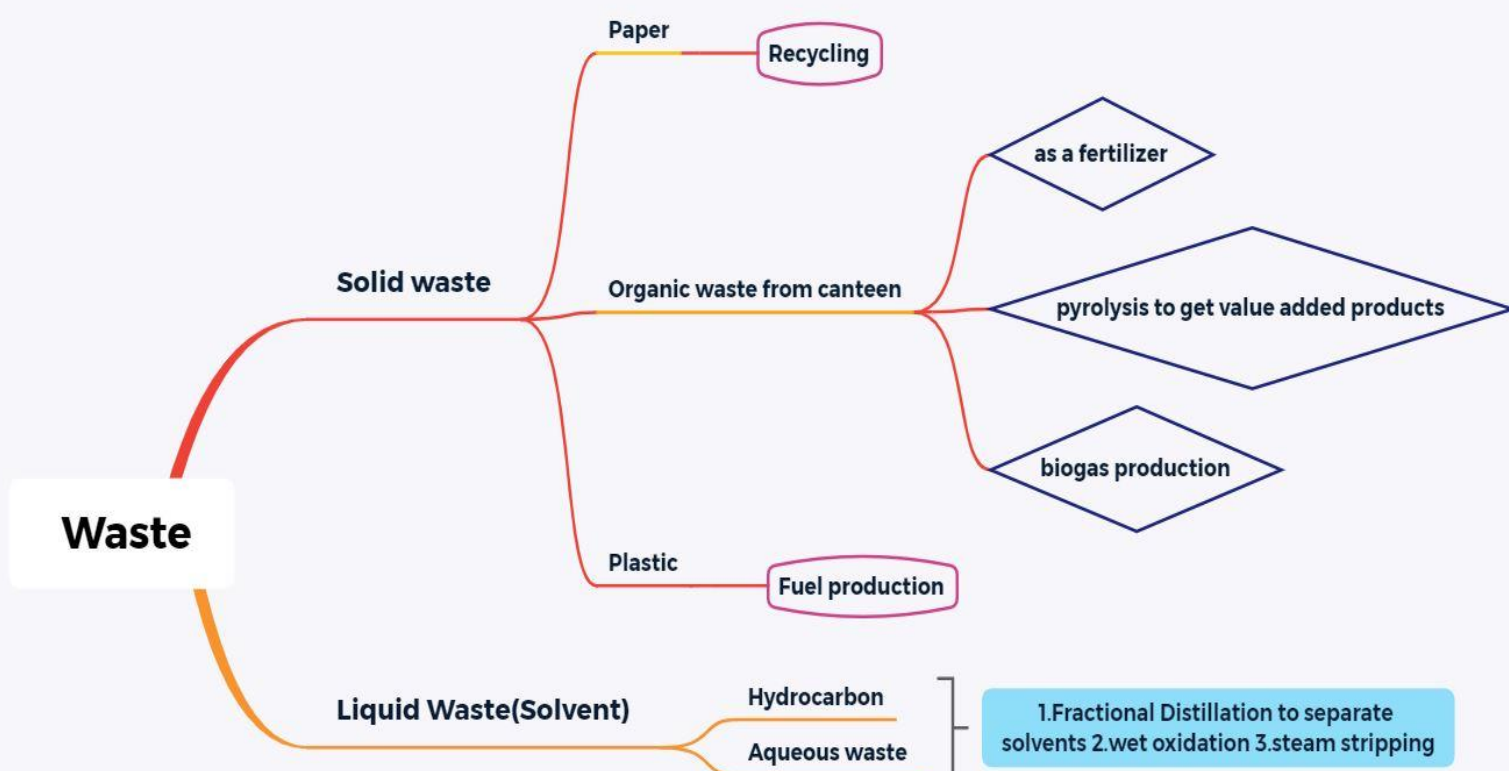 Waste
Solid waste
Paper
Recycling
Organic waste from canteen
as a fertilizer
pyrolysis to get value added products
biogas production
Plastic
Fuel production
Liquid Waste(Solvent)
Hydrocarbon
Aqueous waste
1.Fractional Distillation to separate
solvents 2.wet oxidation 3.steam stripping